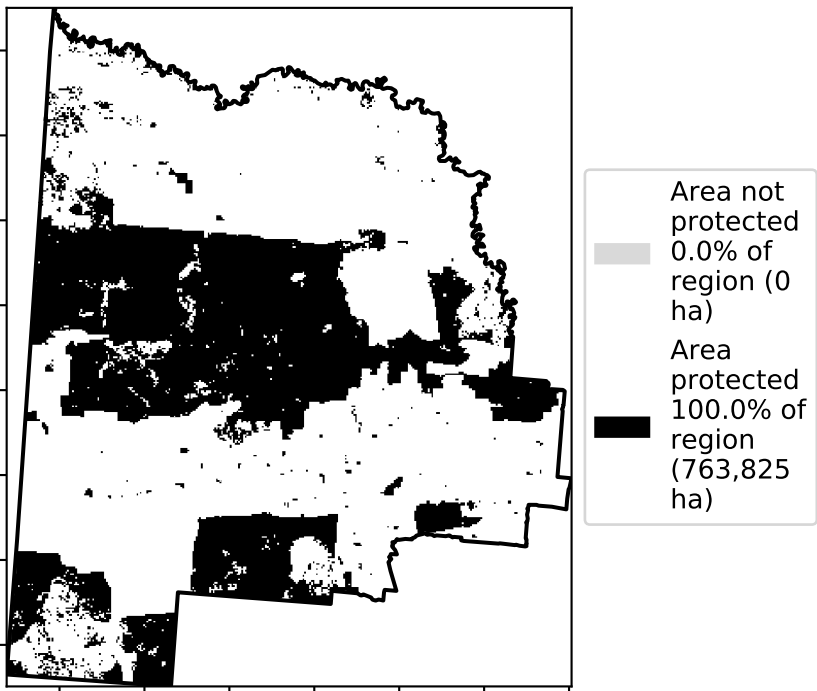 Area not
protected
0.0% of
region (0
ha)
Area
protected
100.0% of
region
(763,825
ha)